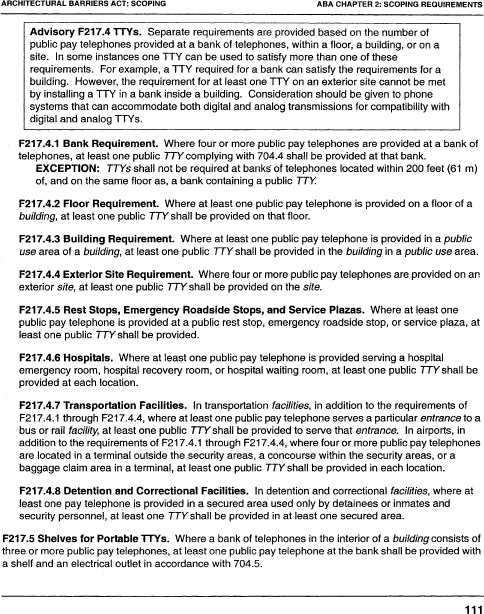 ARCHITECTURAL BARRIERS ACT: SCOPING ABA CHAPTER 2: SCOPING REQUIREMENTS
Advisory F217.4 TTYs. Separate requirements are provided based on the number of
public pay telephones provided at a bank of telephones, within a floor, a building, or on a
site. In some instances one TTY can be used to satisfy more than one of these
requirements. For example, a TTY required for a bank can satisfy the requirements for a
building. However, the requirement for at least one TTY on an exterior site cannot be met
by installing a TTY in a bank inside a building. Consideration should be given to phone
systems that can accommodate both digital and analog transmissions for compatibility with
digital and analog TTYs.
F217.4.1 Bank Requirement. Where four or more public pay telephones are provided at a bank of
telephones, at least one public TTY complying with 704.4 shall be provided at that bank.
EXCEPTION: TTYs shall not be required at banks of telephones located within 200 feet (61 m)
of, and on the same floor as, a bank containing a public TTY.
F217.4.2 Floor Requirement. Where at least one public pay telephone is provided on a floor of a
building, at least one public TTY shall be provided on that floor.
F217.4.3 Building Requirement. Where at least one public pay telephone is provided in a public
use area of a building, at least one public TTY shall be provided in the building in a public use area.
F217.4.4 Exterior Site Requirement. Where four or more public pay telephones are provided on an
exterior site, at least one public TTY shall be provided on the site.
F217.4.5 Rest Stops, Emergency Roadside Stops, and Service Plazas. Where at least one
public pay telephone is provided at a public rest stop, emergency roadside stop, or service plaza, at
least one public TTY shall be provided.
F217.4.6 Hospitals. Where at least one public pay telephone is provided serving a hospital
emergency room, hospital recovery room, or hospital waiting room, at least one public TTY shall be
provided at each location.
F217.4.7 Transportation Facilities. In transportation facilities, in addition to the requirements of
F217.4.1 through F217.4.4, where at least one public pay telephone serves a particular entrance to a
bus or rail facility, at least one public TTY shall be provided to serve that entrance. In airports, in
addition to the requirements of F217.4.1 through F217.4.4, where four or more public pay telephones
are located in a terminal outside the security areas, a concourse within the security areas, or a
baggage claim area in a terminal, at least one public TTY shall be provided in each location.
F217.4.8 Detention and Correctional Facilities. In detention and correctional facilities, where at
least one pay telephone is provided in a secured area used only by detainees or inmates and
security personnel, at least one TTY shall be provided in at least one secured area.
F217.5 Shelves for Portable TTYs. Where a bank of telephones in the interior of a building consists of
three or more public pay telephones, at least one public pay telephone at the bank shall be provided with
a shelf and an electrical outlet in accordance with 704.5.
111